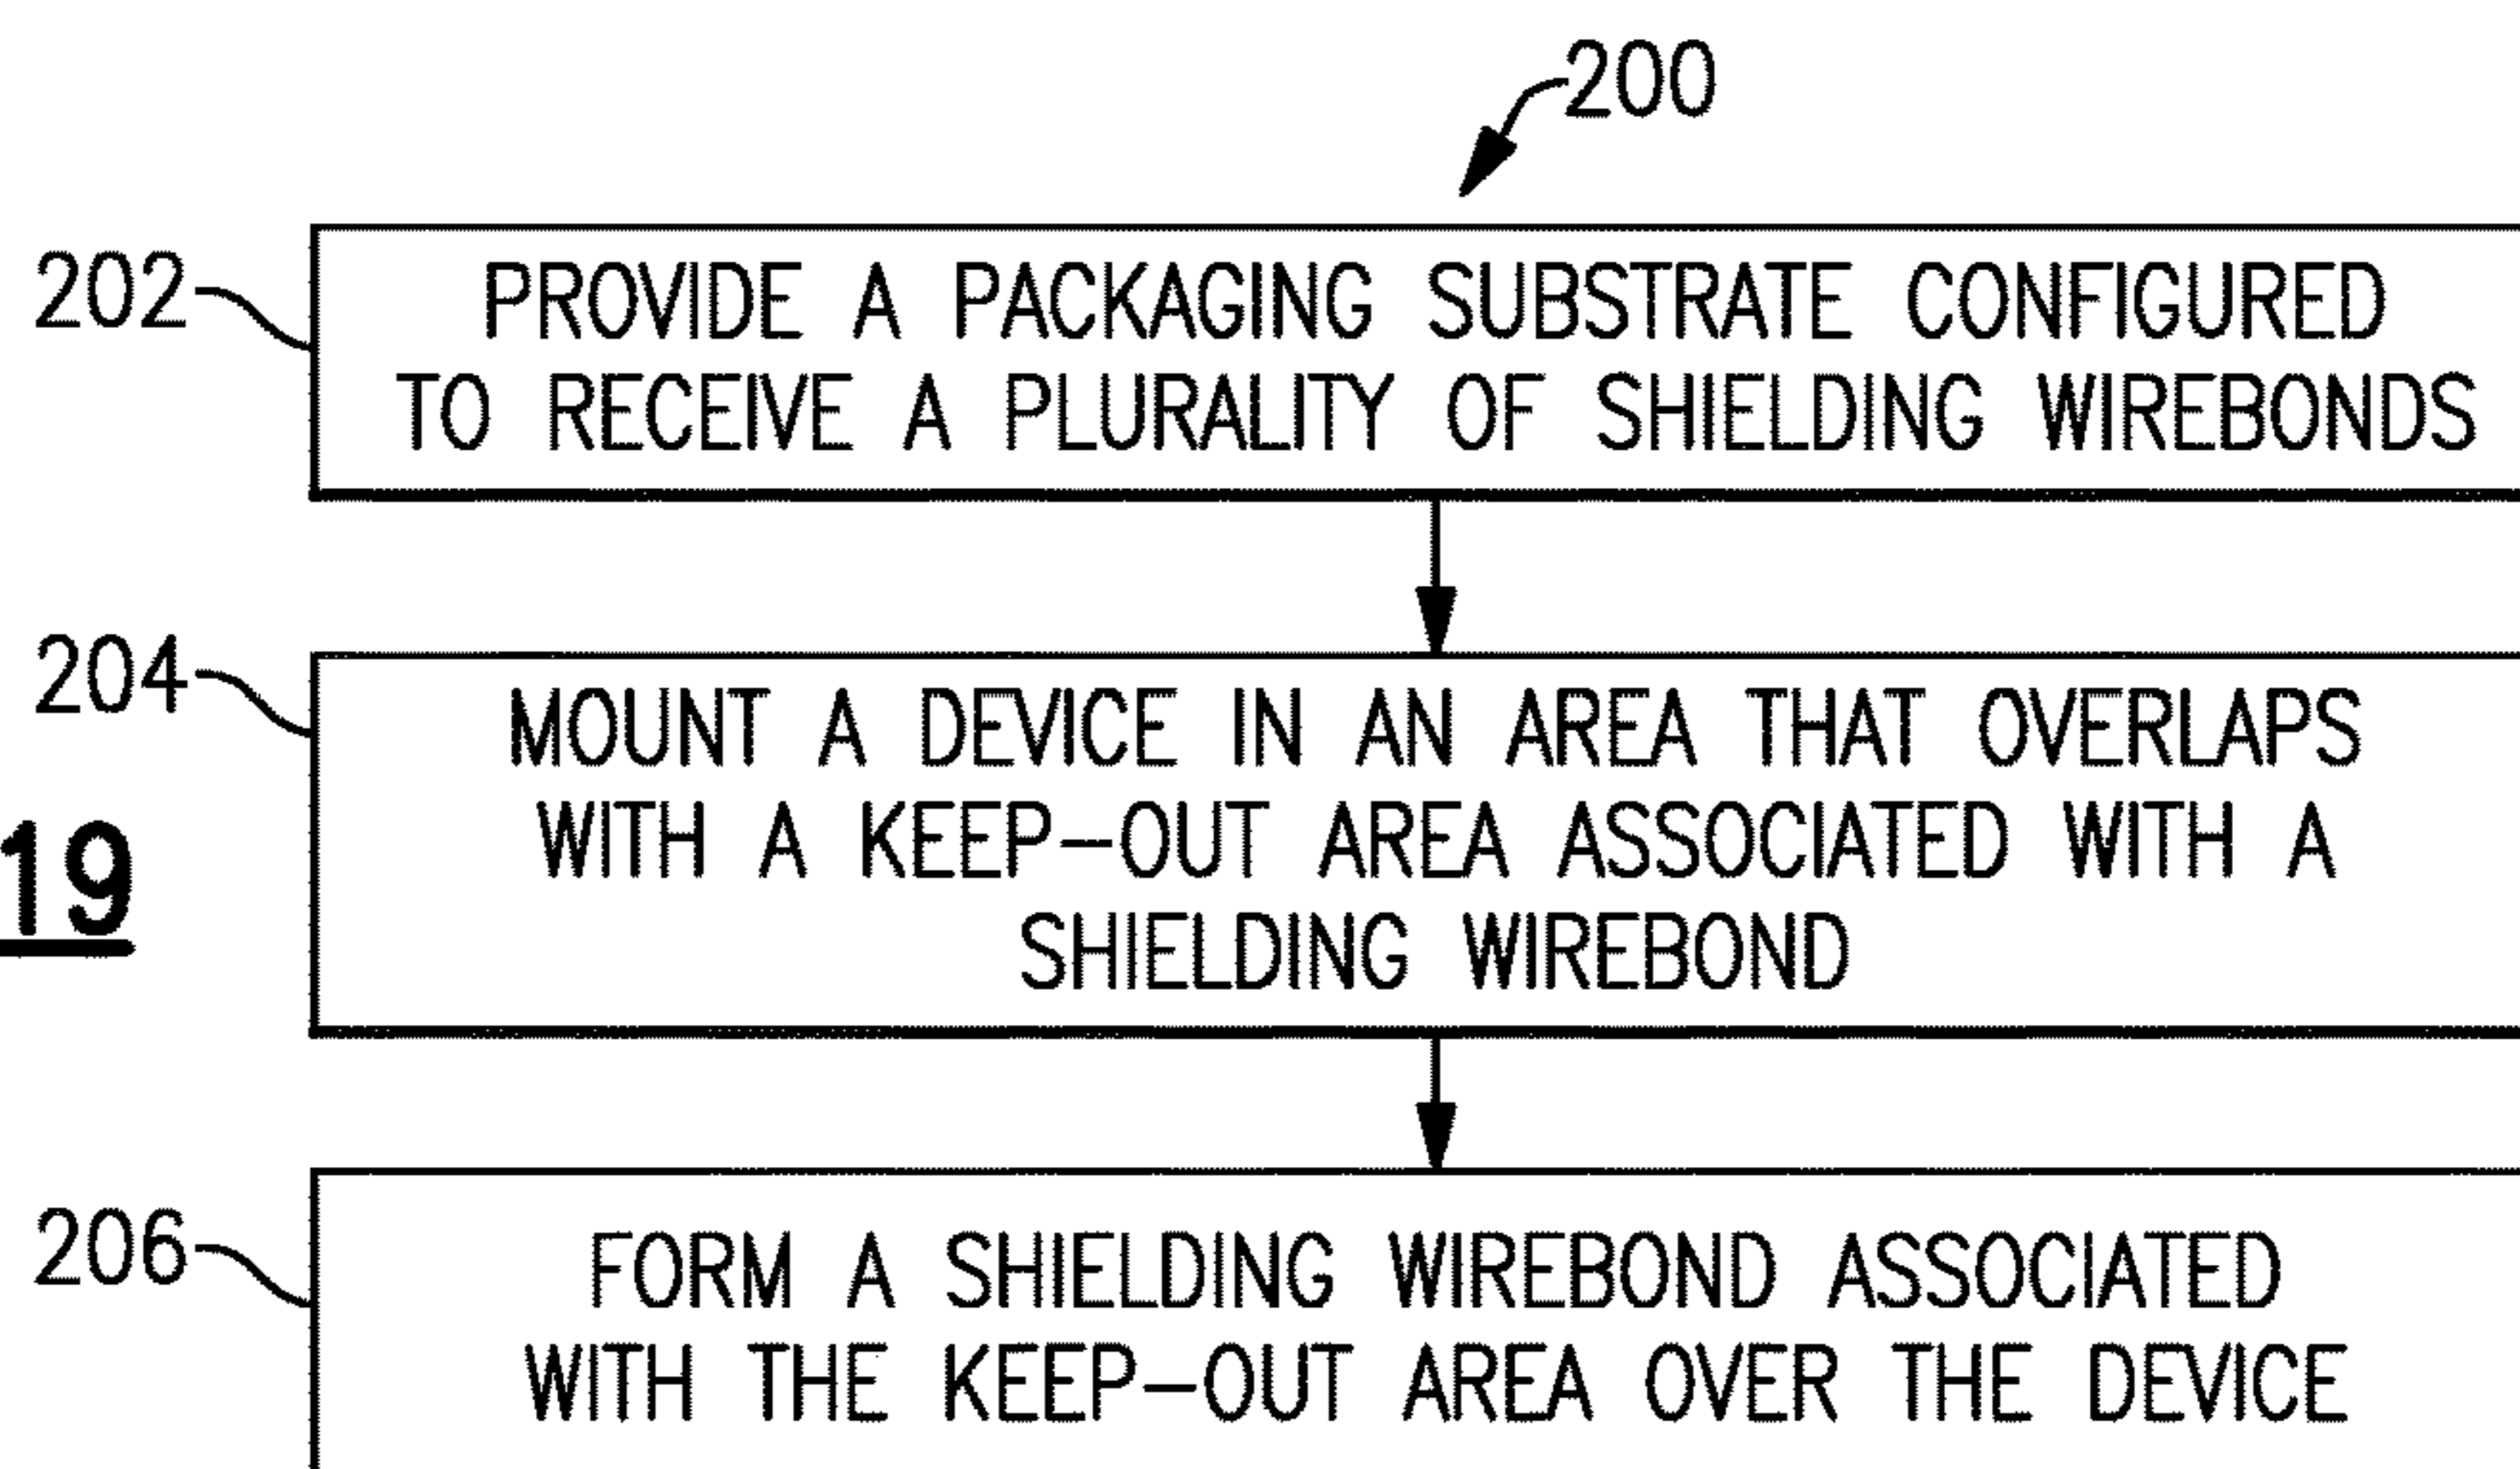 200
202
PROVIDE A PACKAGING SUBSTRATE CONFIGURED
TO RECEIVE A PLURALITY OF SHIELDING WIREBONDS
204
MOUNT A DEVICE IN AN AREA THAT OVERLAPS
WITH A KEEP-OUT AREA ASSOCIATED WITH A
SHIELDING WIREBOND
19
206
FORM A SHIELDING WIREBOND ASSOCIATED
WITH THE KEEP-OUT AREA OVER THE DEVICE